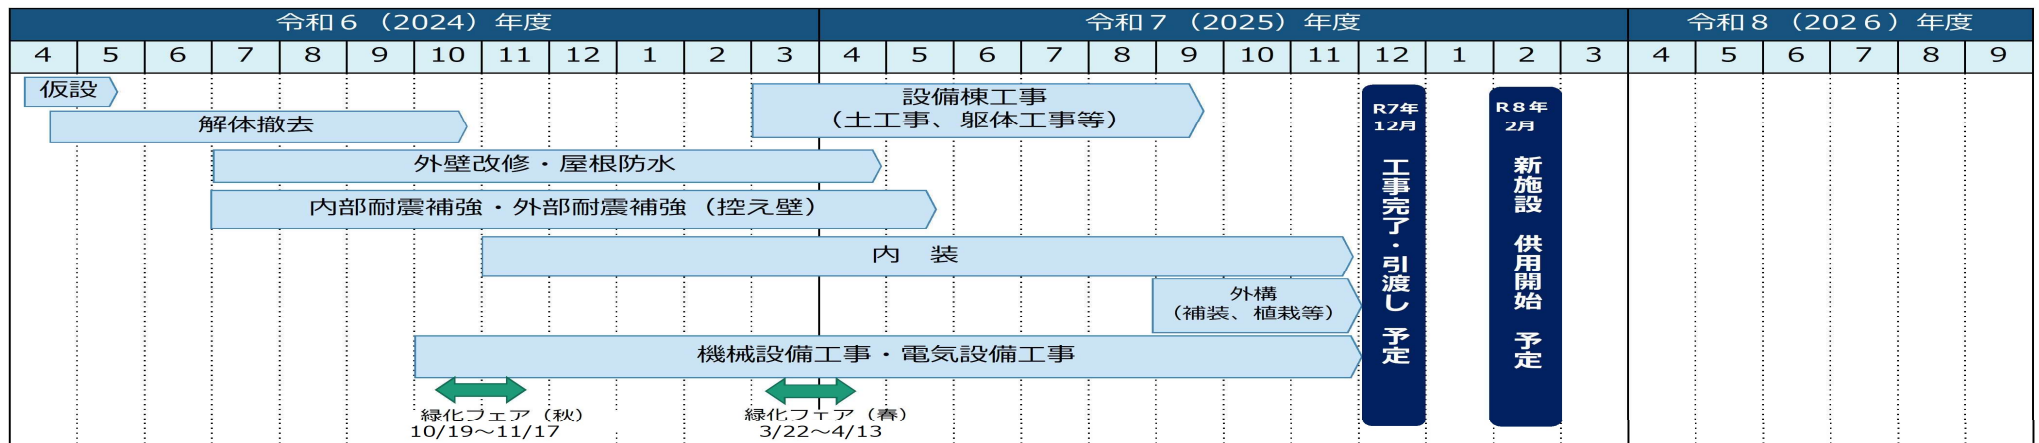 令和６（2024）年度
令和７（2025）年度
令和８（202６）年度
4 5 6 7 8 9 10 11 12 1 2 3 4 5 6 7 8 9 10 11 12 1 2 3 4 5 6 7 8 9
仮設
解体撤去
設備棟工事
（土工事、躯体工事等）
外壁改修・屋根防水
内部耐震補強・外部耐震補強（控え壁）
内　装
外構
（補装、植栽等）
機械設備工事・電気設備工事
緑化フェア（秋）
10/19～11/17
緑化フェア（春）
3/22～4/13
R7年
12月
工事完了・引渡し 予定
R８年
2月
新施設 供用開始 予定